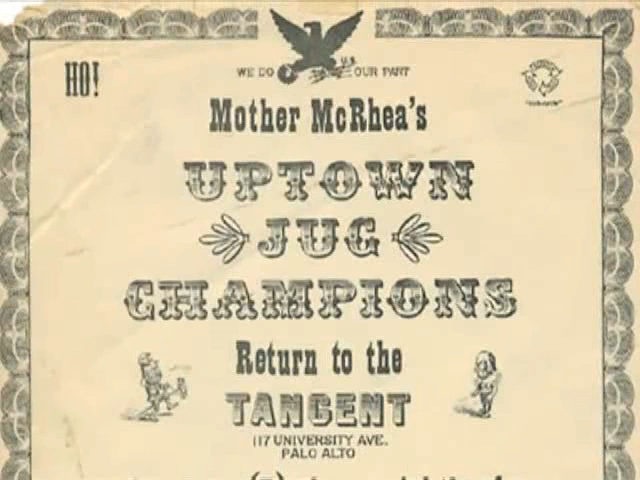 WE DO OUR PART
U.S.
HO!
Mother McRhea's
UPTOWN
JUG
CHAMPIONS
Return to the
TANGENT
117 UNIVERSITY AVE.
PALO ALTO